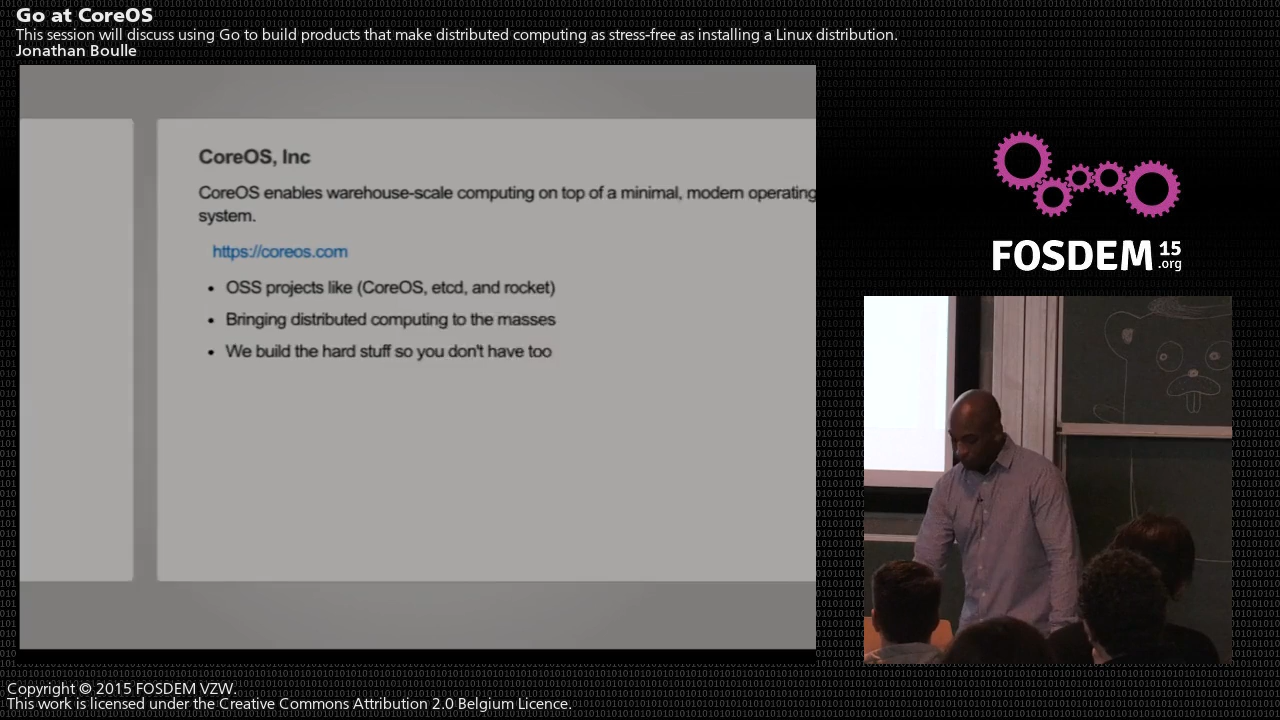 Go at CoreOS
This session will discuss using Go to build products that make distributed computing as stress-free as installing a Linux distribution.
Jonathan Boulle
CoreOS, Inc
CoreOS enables warehouse-scale computing on top of a minimal, modern operating
system.
https://coreos.com
• OSS projects like (CoreOS, etcd, and rocket)
• Bringing distributed computing to the masses
• We build the hard stuff so you don't have too
FOSDEM 15
.org
Copyright © 2015 FOSDEM VZW.
This work is licensed under the Creative Commons Attribution 2.0 Belgium Licence.